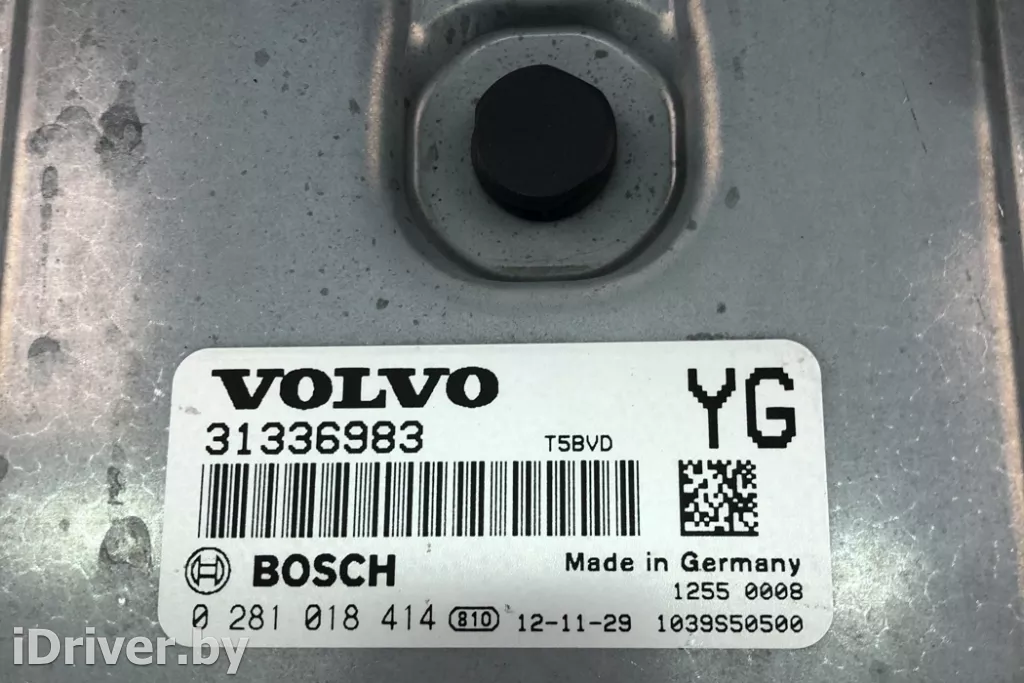 VOLVO
YG
31336983 T5BVD
BOSCH Made in Germany
1255 0008
0 281 018 414 810 12-11-29 1039S50500
iDriver.by